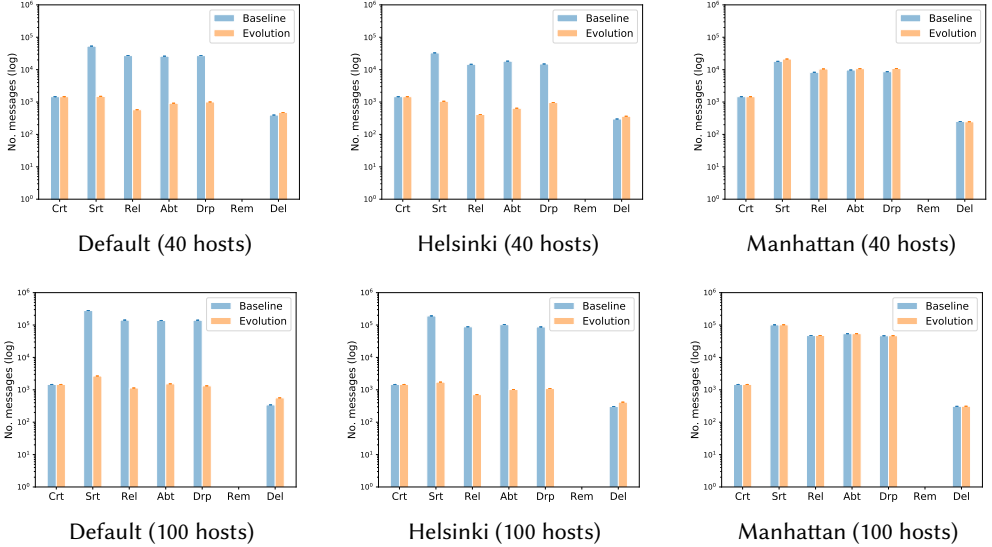 No. messages (log)
10⁶
10⁵
10⁴
10³
10²
10¹
10⁰
Baseline
Evolution
Crt Srt Rel Abt Drp Rem Del
Default (40 hosts)
No. messages (log)
10⁶
10⁵
10⁴
10³
10²
10¹
10⁰
Baseline
Evolution
Crt Srt Rel Abt Drp Rem Del
Helsinki (40 hosts)
No. messages (log)
10⁶
10⁵
10⁴
10³
10²
10¹
10⁰
Baseline
Evolution
Crt Srt Rel Abt Drp Rem Del
Manhattan (40 hosts)
No. messages (log)
10⁶
10⁵
10⁴
10³
10²
10¹
10⁰
Baseline
Evolution
Crt Srt Rel Abt Drp Rem Del
Default (100 hosts)
No. messages (log)
10⁶
10⁵
10⁴
10³
10²
10¹
10⁰
Baseline
Evolution
Crt Srt Rel Abt Drp Rem Del
Helsinki (100 hosts)
No. messages (log)
10⁶
10⁵
10⁴
10³
10²
10¹
10⁰
Baseline
Evolution
Crt Srt Rel Abt Drp Rem Del
Manhattan (100 hosts)